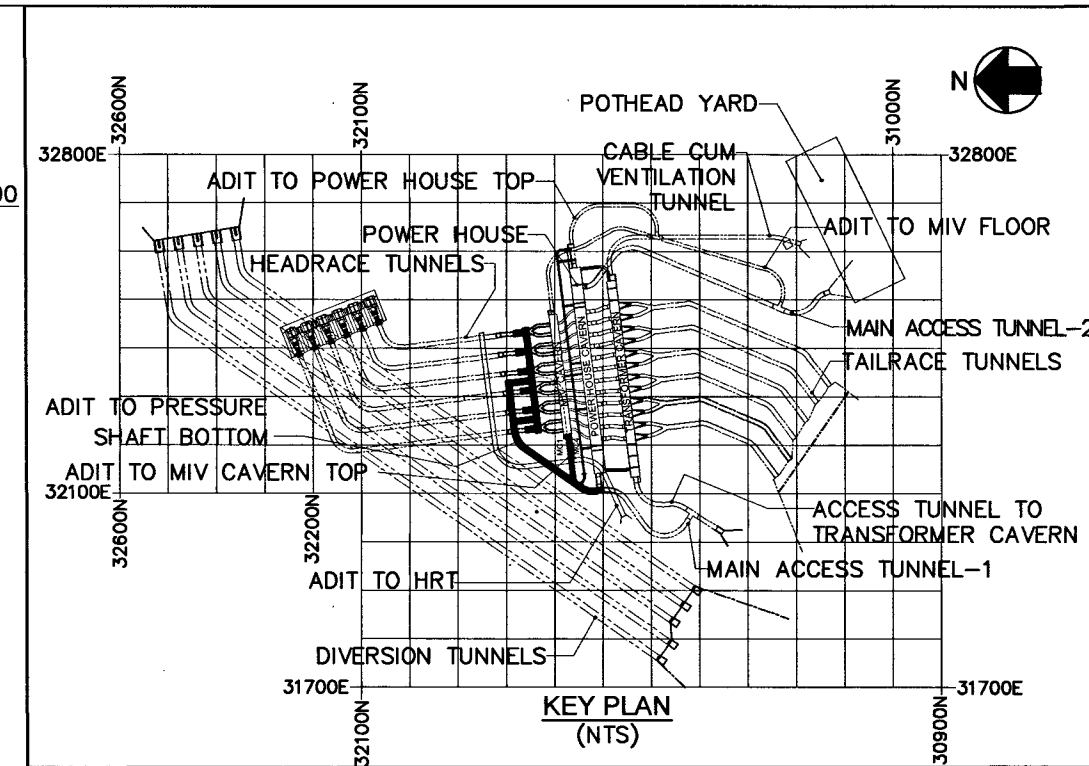 32600N
32100N
31000N
N
POTHEAD YARD
32800E
32800E
00
CABLE CUM
VENTILATION
TUNNEL
ADIT TO POWER HOUSE TOP
ADIT TO MIV FLOOR
POWER HOUSE
HEADRACE TUNNELS
MAIN ACCESS TUNNEL-2
TAILRACE TUNNELS
POWER HOUSE CAVERN
TRANSFORMER CAVERN
ADIT TO PRESSURE
SHAFT BOTTOM
ADIT TO MIV CAVERN TOP
32100E
32600N
32200N
ACCESS TUNNEL TO
TRANSFORMER CAVERN
ADIT TO HRT
MAIN ACCESS TUNNEL-1
DIVERSION TUNNELS
31700E
31700E
32100N
30900N
KEY PLAN
(NTS)